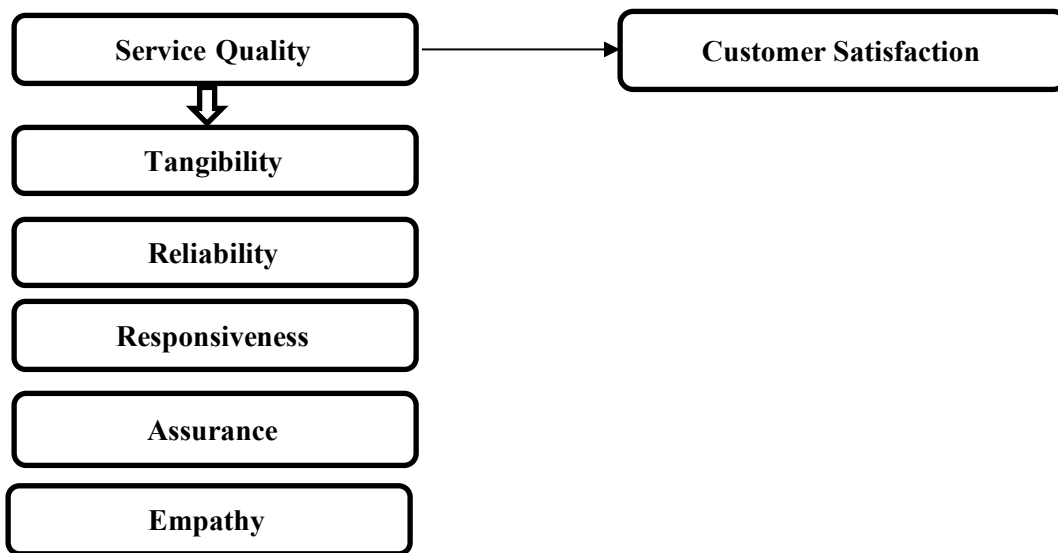 Service Quality
Customer Satisfaction
Tangibility
Reliability
Responsiveness
Assurance
Empathy